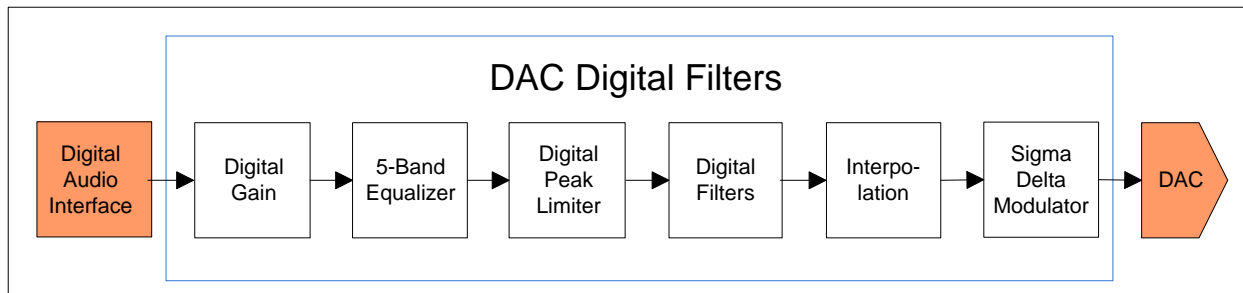 DAC Digital Filters
Digital
Audio
Interface
Digital
Gain
5-Band
Equalizer
Digital
Peak
Limiter
Digital
Filters
Interpo-
lation
Sigma
Delta
Modulator
DAC